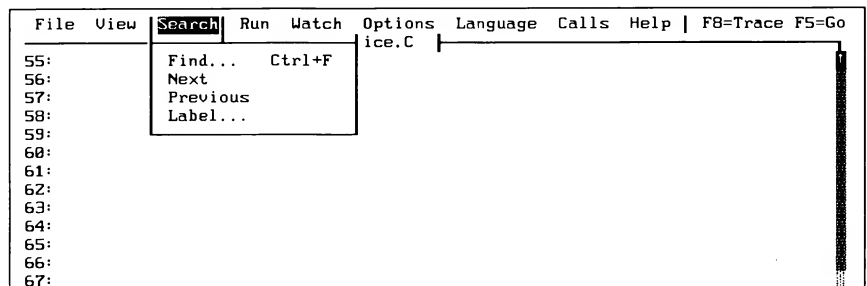 File View Search Run Watch Options Language Calls Help | F8=Trace F5=Go
ice.C
55: Find... Ctrl+F
56: Next
57: Previous
58: Label...
59:
60:
61:
62:
63:
64:
65:
66:
67: